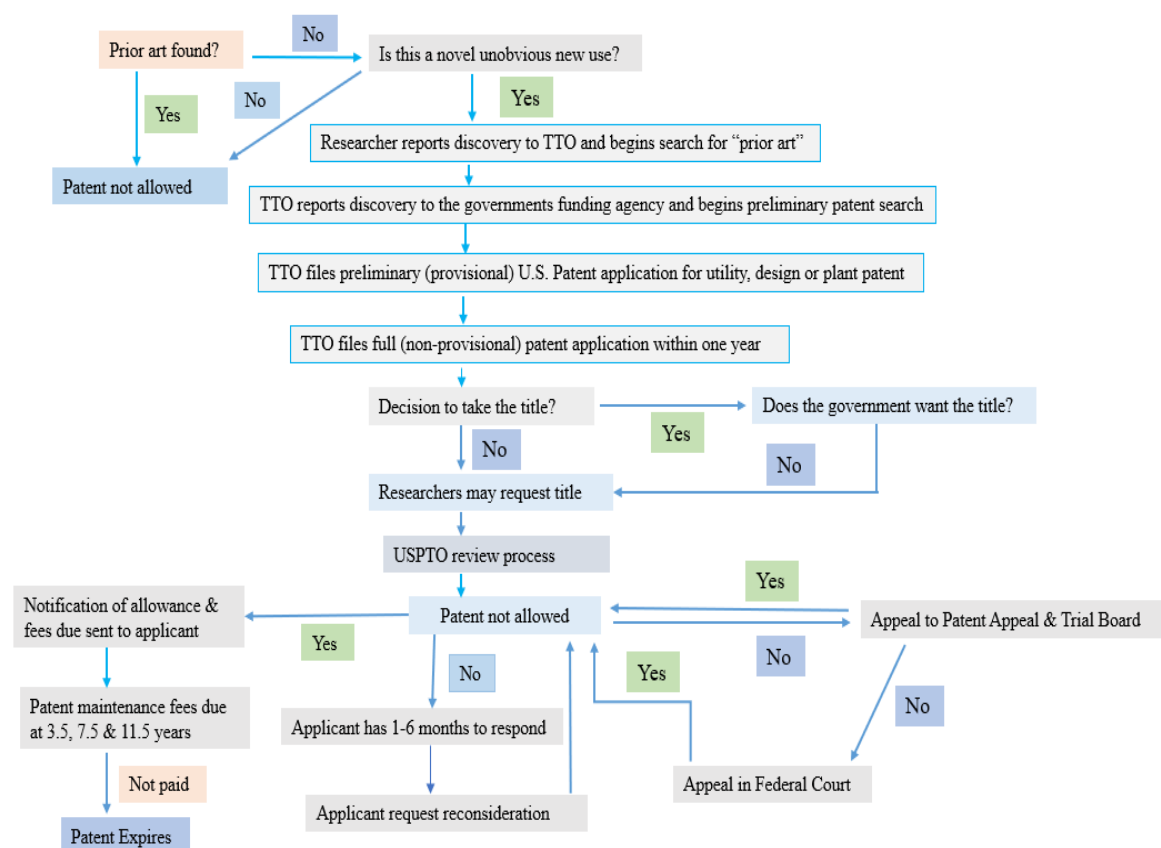 No
Prior art found?
Is this a novel unobvious new use?
Yes
No
Yes
Researcher reports discovery to TTO and begins search for “prior art”
Patent not allowed
TTO reports discovery to the governments funding agency and begins preliminary patent search
TTO files preliminary (provisional) U.S. Patent application for utility, design or plant patent
TTO files full (non-provisional) patent application within one year
Decision to take the title?
Does the government want the title?
Yes
No
No
Researchers may request title
USPTO review process
Yes
Notification of allowance &
fees due sent to applicant
Patent not allowed
Appeal to Patent Appeal & Trial Board
Yes
No
Yes
No
No
Patent maintenance fees due
at 3.5, 7.5 & 11.5 years
Applicant has 1-6 months to respond
Not paid
Appeal in Federal Court
Applicant request reconsideration
Patent Expires